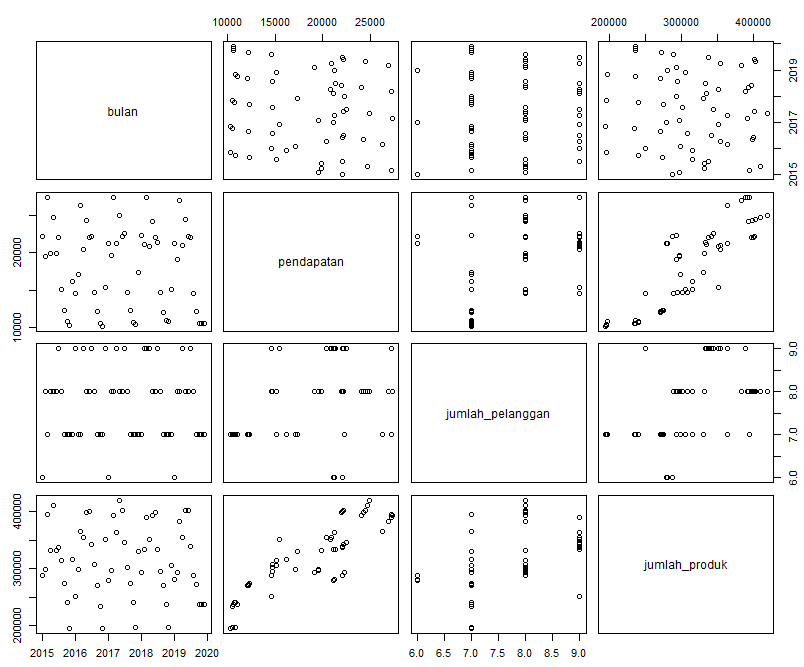 10000 15000 20000 25000 200000 300000 400000
bulan
2015 2017 2019
10000 20000
pendapatan
jumlah_pelanggan
6.0 7.0 8.0 9.0
200000 300000 400000
jumlah_produk
2015 2016 2017 2018 2019 2020 6.0 6.5 7.0 7.5 8.0 8.5 9.0